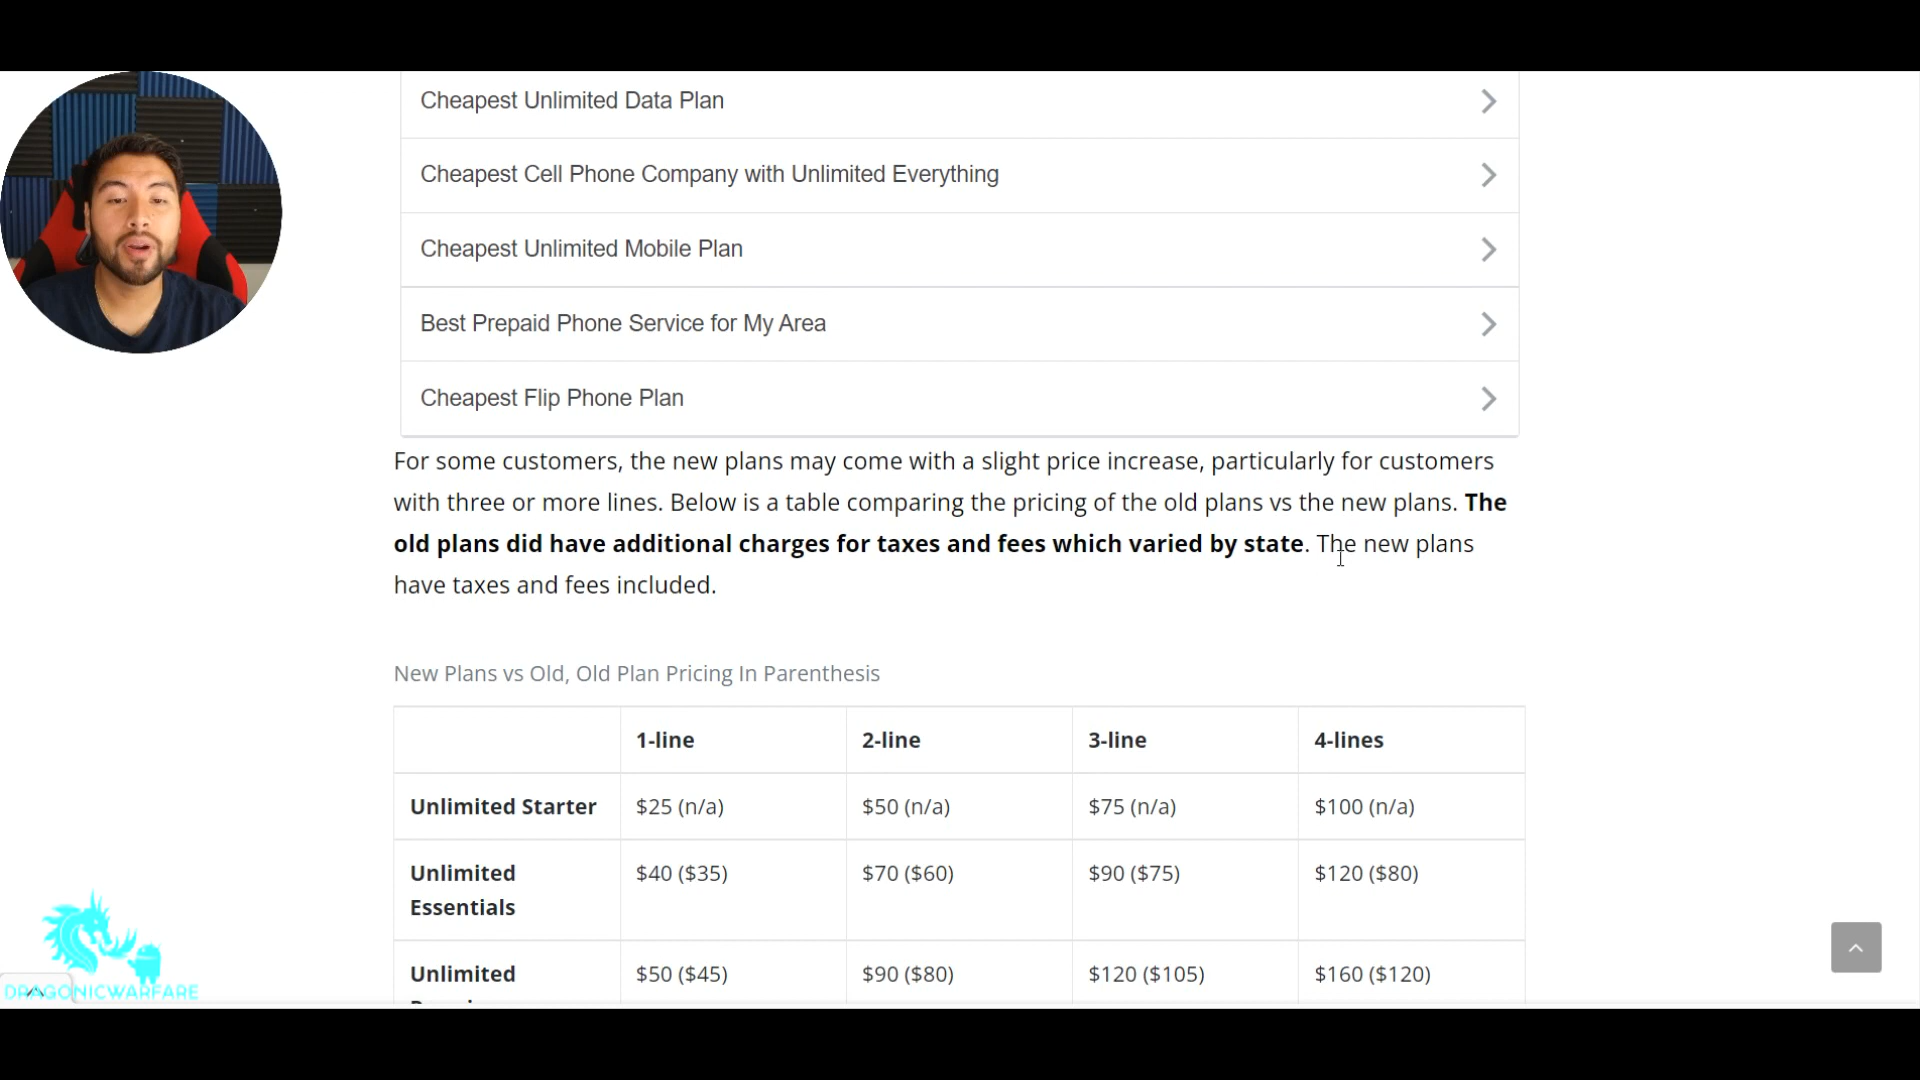 Cheapest Unlimited Data Plan
Cheapest Cell Phone Company with Unlimited Everything
Cheapest Unlimited Mobile Plan
Best Prepaid Phone Service for My Area
Cheapest Flip Phone Plan
For some customers, the new plans may come with a slight price increase, particularly for customers
with three or more lines. Below is a table comparing the pricing of the old plans vs the new plans. The
old plans did have additional charges for taxes and fees which varied by state. The new plans
have taxes and fees included.
New Plans vs Old, Old Plan Pricing In Parenthesis
1-line 2-line 3-line 4-lines
Unlimited Starter $25 (n/a) $50 (n/a) $75 (n/a) $100 (n/a)
Unlimited $40 ($35) $70 ($60) $90 ($75) $120 ($80)
Essentials
Unlimited $50 ($45) $90 ($80) $120 ($105) $160 ($120)
DRAGONICWARFARE